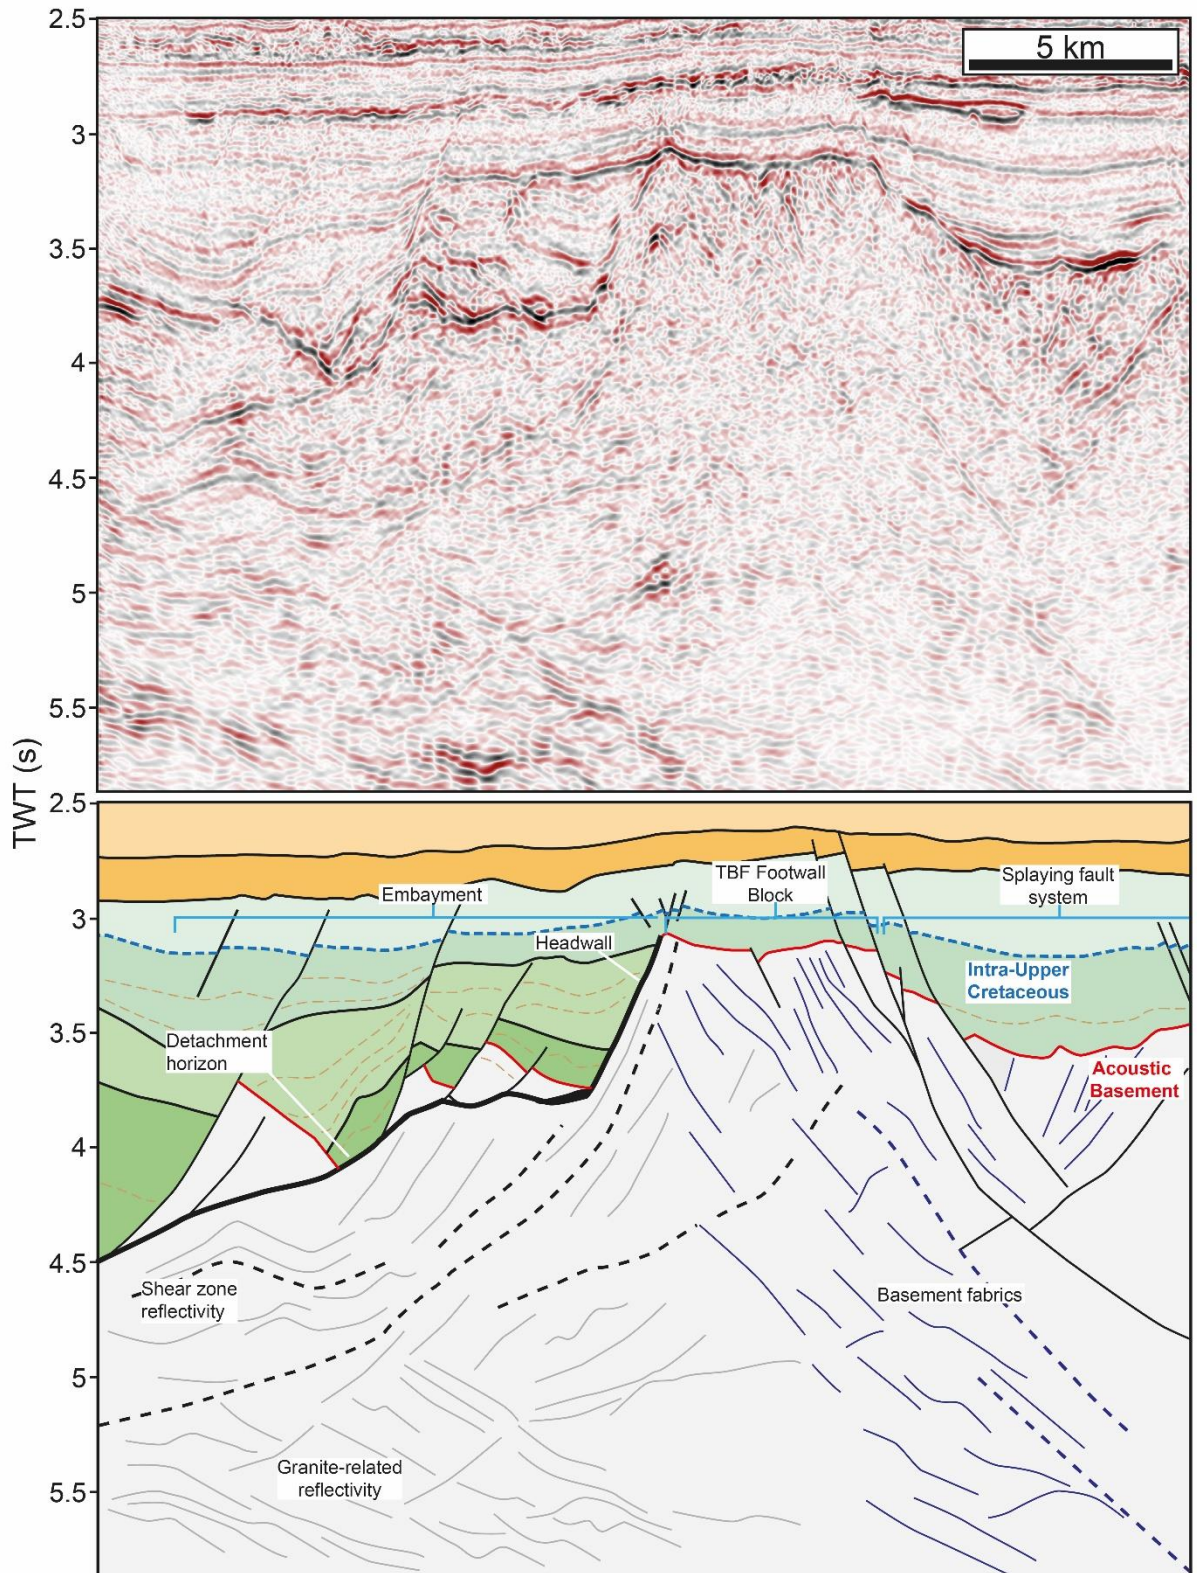 2.5
5 km
3
3.5
4
4.5
5
5.5
TWT (s)
2.5
3
3.5
4
4.5
5
5.5
Embayment
TBF Footwall
Block
Splaying fault
system
Headwall
Intra-Upper
Cretaceous
Detachment
horizon
Acoustic
Basement
Shear zone
reflectivity
Basement fabrics
Granite-related
reflectivity